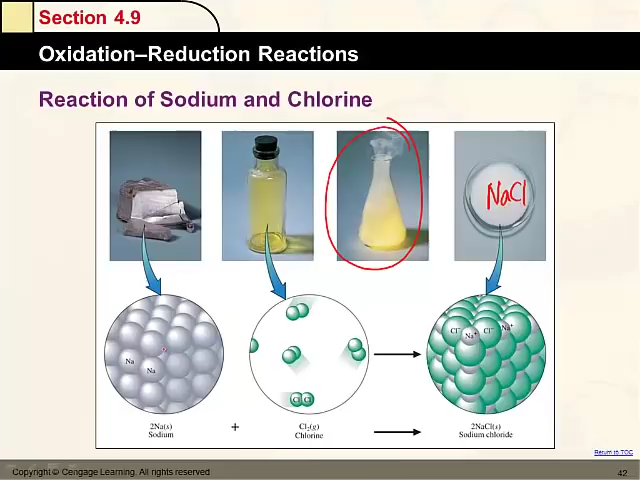 Section 4.9
Oxidation–Reduction Reactions
Reaction of Sodium and Chlorine
NaCl
Na
Na
Cl Cl
Cl⁻ Na⁺ Cl⁻ Na⁺
2Na(s) + Cl₂(g) 2NaCl(s)
Sodium Chlorine Sodium chloride
Return to TOC
Copyright © Cengage Learning. All rights reserved 42